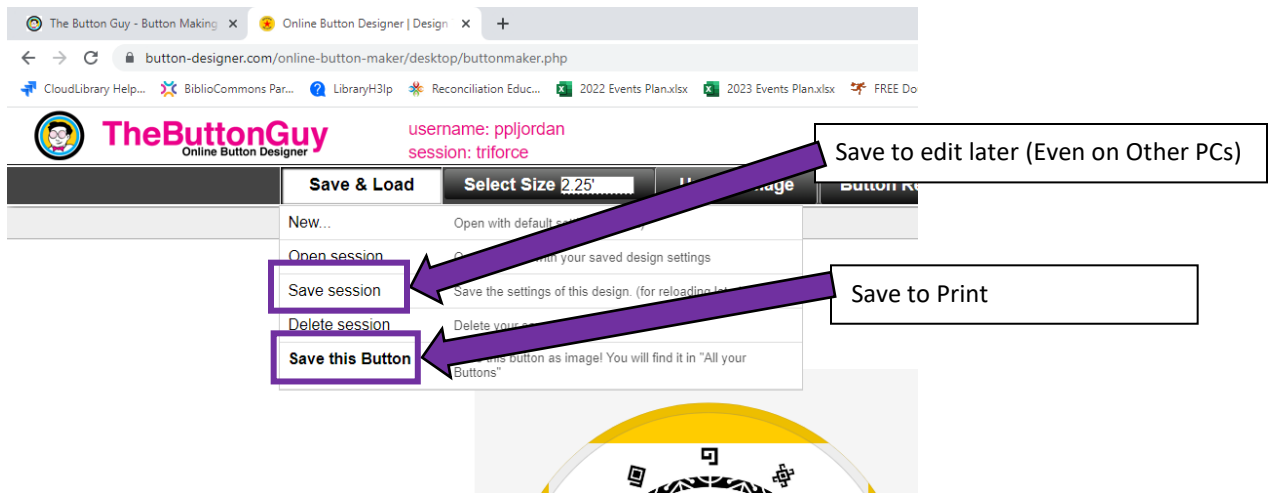 The Button Guy - Button Making
Online Button Designer | Design
button-designer.com/online-button-maker/desktop/buttonmaker.php
CloudLibrary Help... BiblioCommons Par... LibraryH3lp Reconciliation Educ... 2022 Events Plan.xlsx 2023 Events Plan.xlsx FREE Do
TheButtonGuy
Online Button Designer
username: ppljordan
session: triforce
Save to edit later (Even on Other PCs)
Save & Load Select Size 2.25' Button Re
New... Open with default
Open session with your saved design settings
Save session Save the settings of this design. (for reloading
Delete session Delete your
Save this Button this button as image! You will find it in "All your
Buttons"
Save to Print